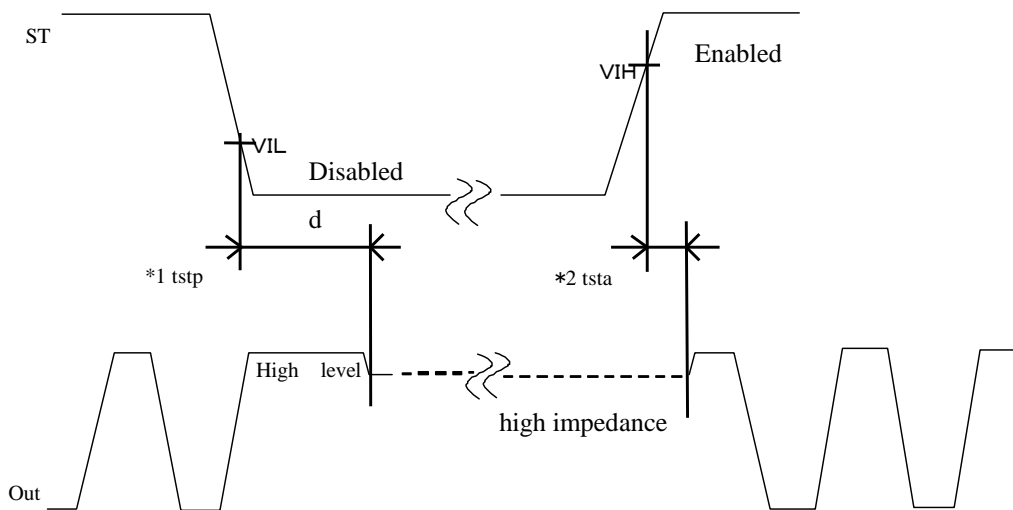 ST
Enabled
VIH
VIL
Disabled
d
*1 tstp
*2 tsta
High level
high impedance
Out